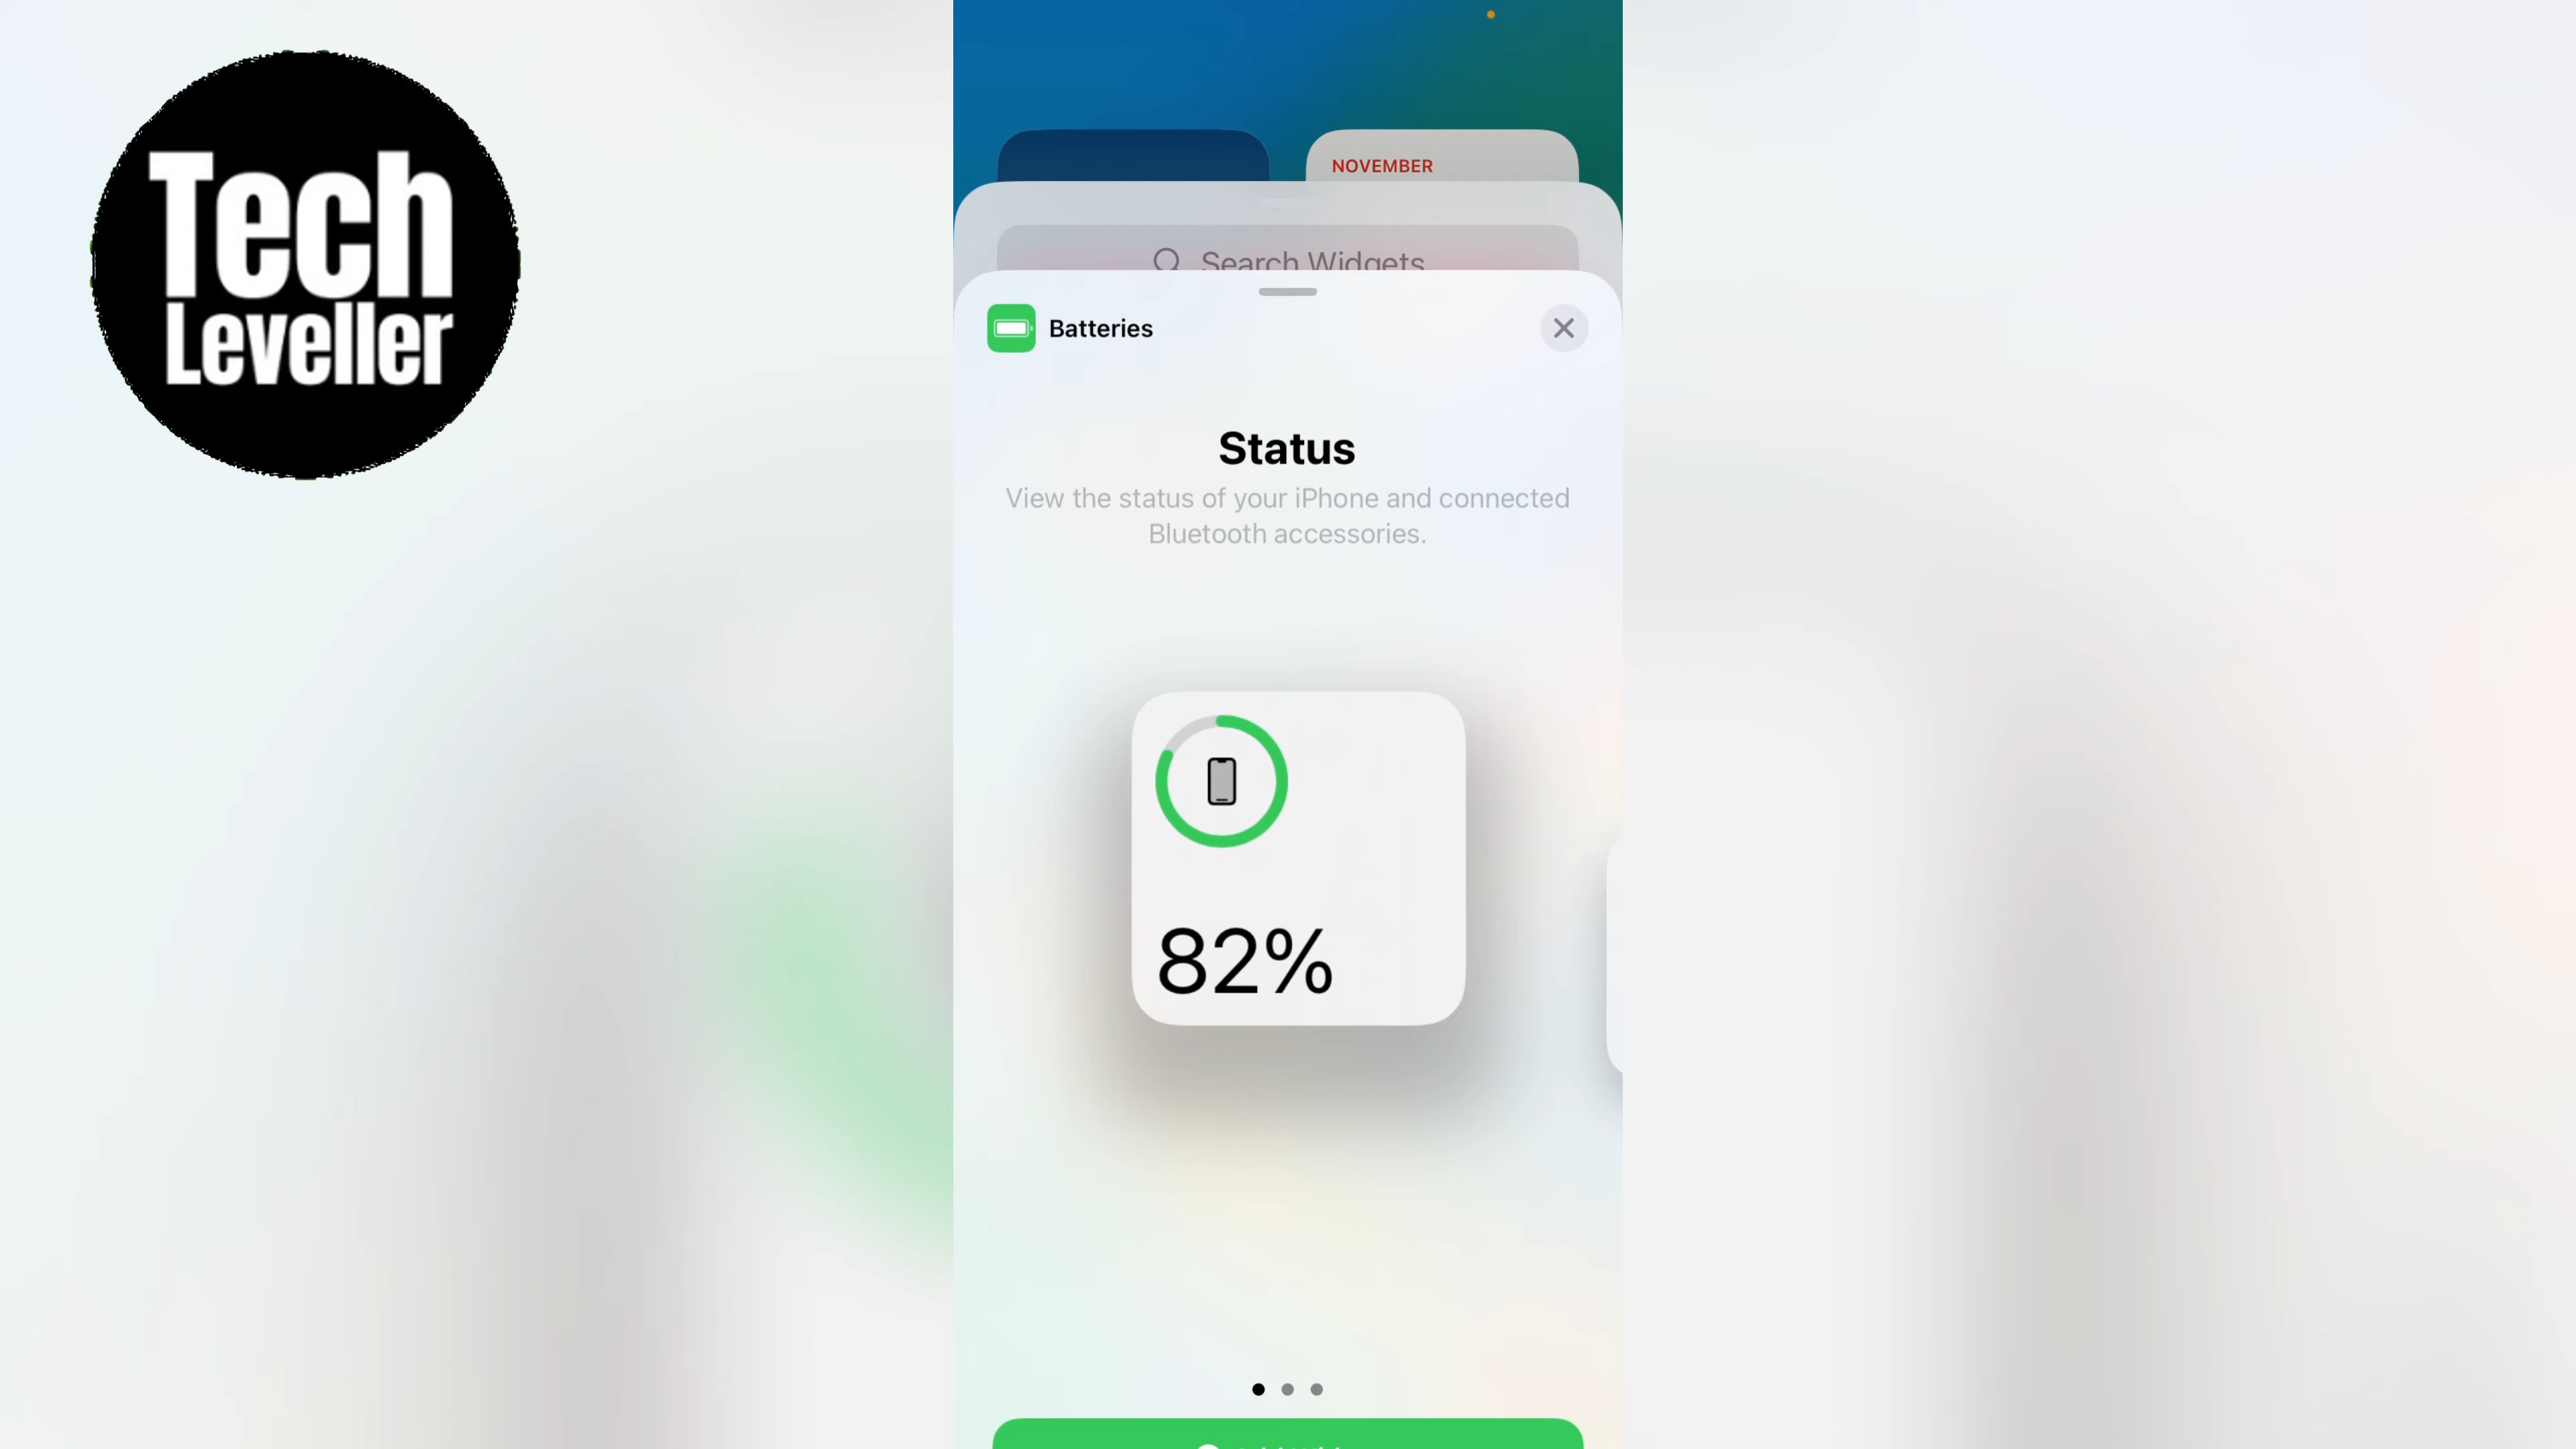 Tech
Leveller
NOVEMBER
Search Widgets
Batteries
Status
View the status of your iPhone and connected
Bluetooth accessories.
82%